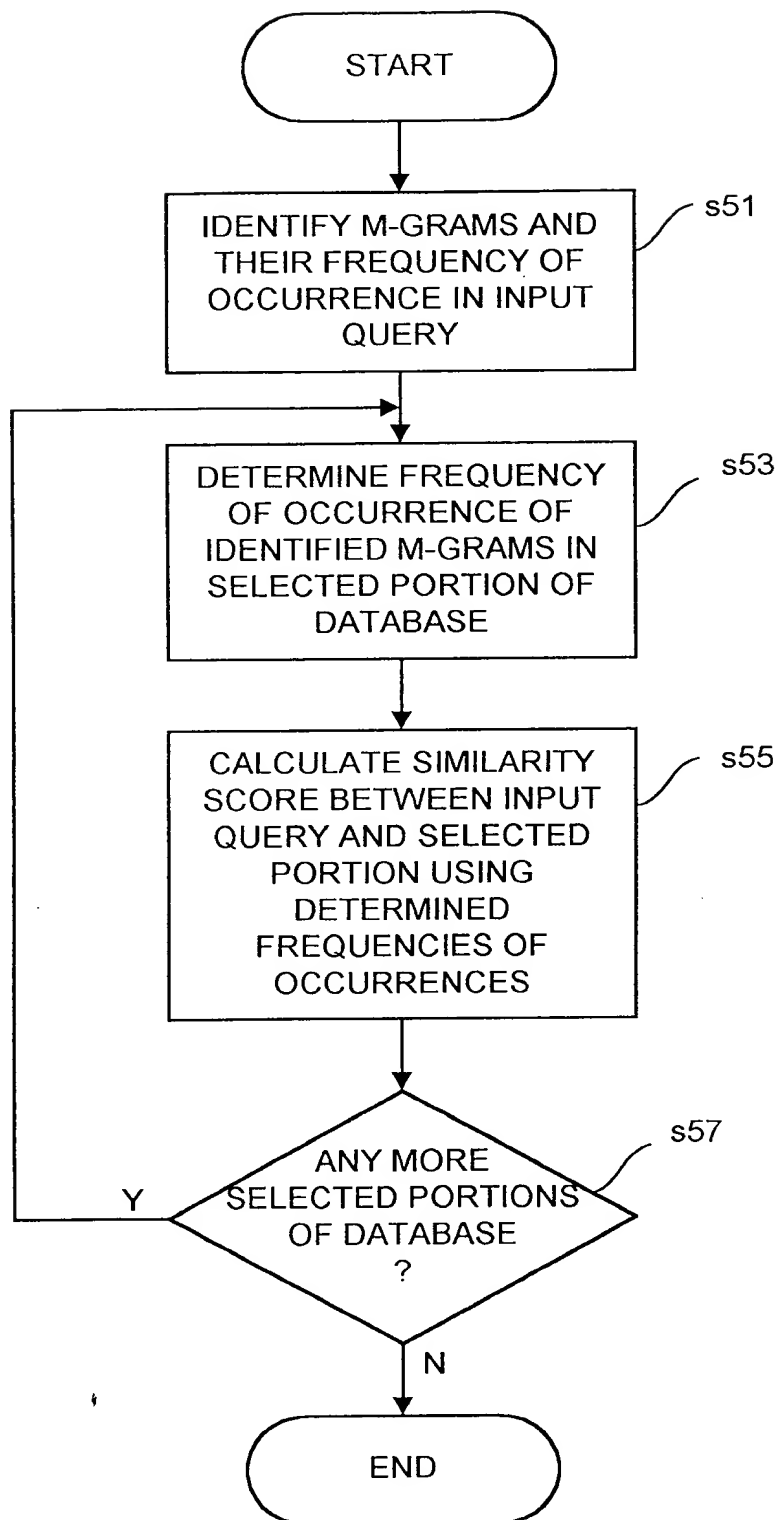 START
s51
IDENTIFY M-GRAMS AND
THEIR FREQUENCY OF
OCCURRENCE IN INPUT
QUERY
s53
DETERMINE FREQUENCY
OF OCCURRENCE OF
IDENTIFIED M-GRAMS IN
SELECTED PORTION OF
DATABASE
s55
CALCULATE SIMILARITY
SCORE BETWEEN INPUT
QUERY AND SELECTED
PORTION USING
DETERMINED
FREQUENCIES OF
OCCURRENCES
s57
ANY MORE
SELECTED PORTIONS
OF DATABASE
?
Y
N
END